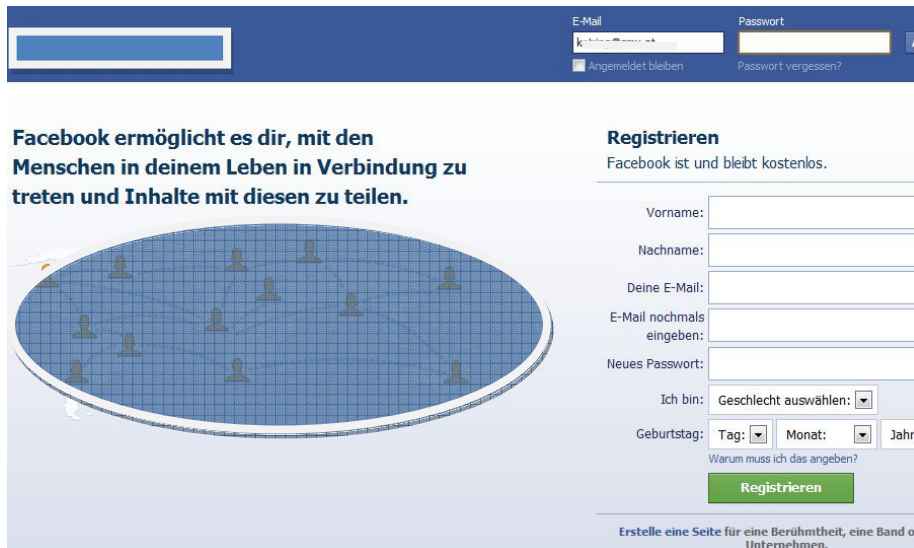 E-Mail
Passwort
Angemeldet bleiben
Passwort vergessen?
Facebook ermöglicht es dir, mit den
Menschen in deinem Leben in Verbindung zu
treten und Inhalte mit diesen zu teilen.
Registrieren
Facebook ist und bleibt kostenlos.
Vorname:
Nachname:
Deine E-Mail:
E-Mail nochmals
eingeben:
Neues Passwort:
Ich bin: Geschlecht auswählen:
Geburtstag: Tag: Monat: Jahr
Warum muss ich das angeben?
Registrieren
Erstelle eine Seite für eine Berühmtheit, eine Band o
Unternehmen.